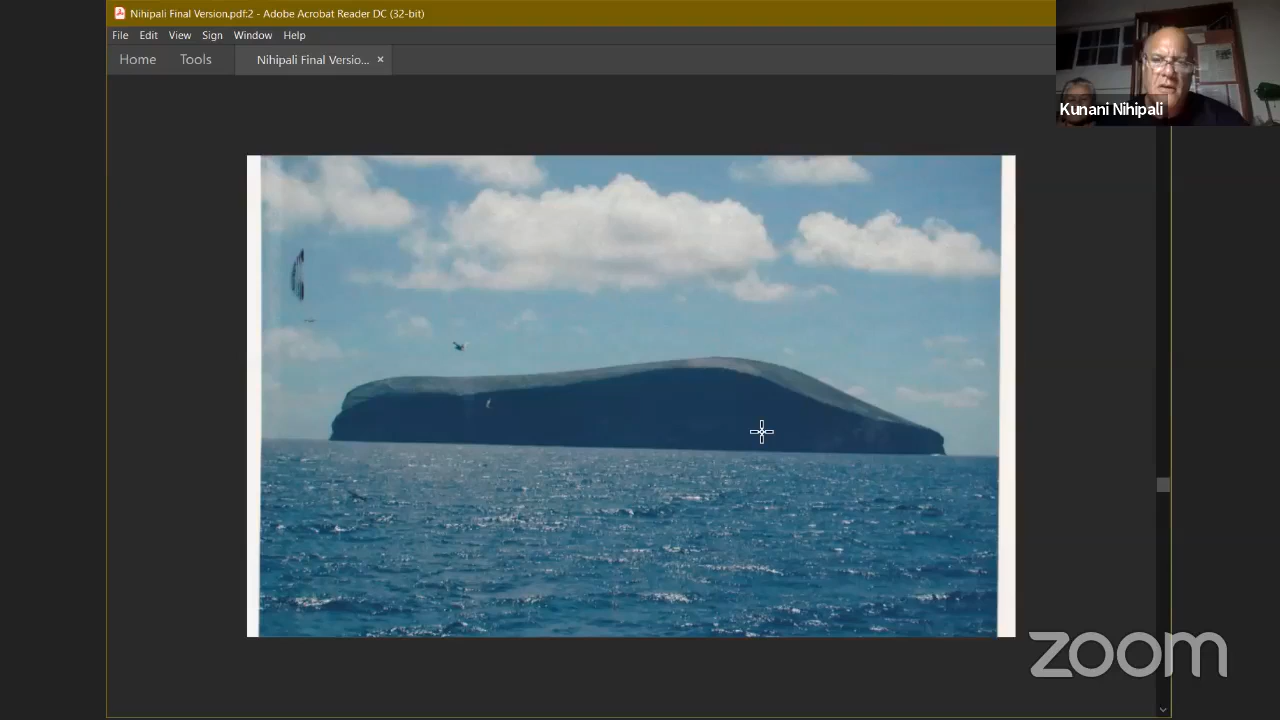 Nihipali Final Version.pdf:2 - Adobe Acrobat Reader DC (32-bit)
File Edit View Sign Window Help
Home Tools Nihipali Final Versio... ×
Kunani Nihipali
zoom